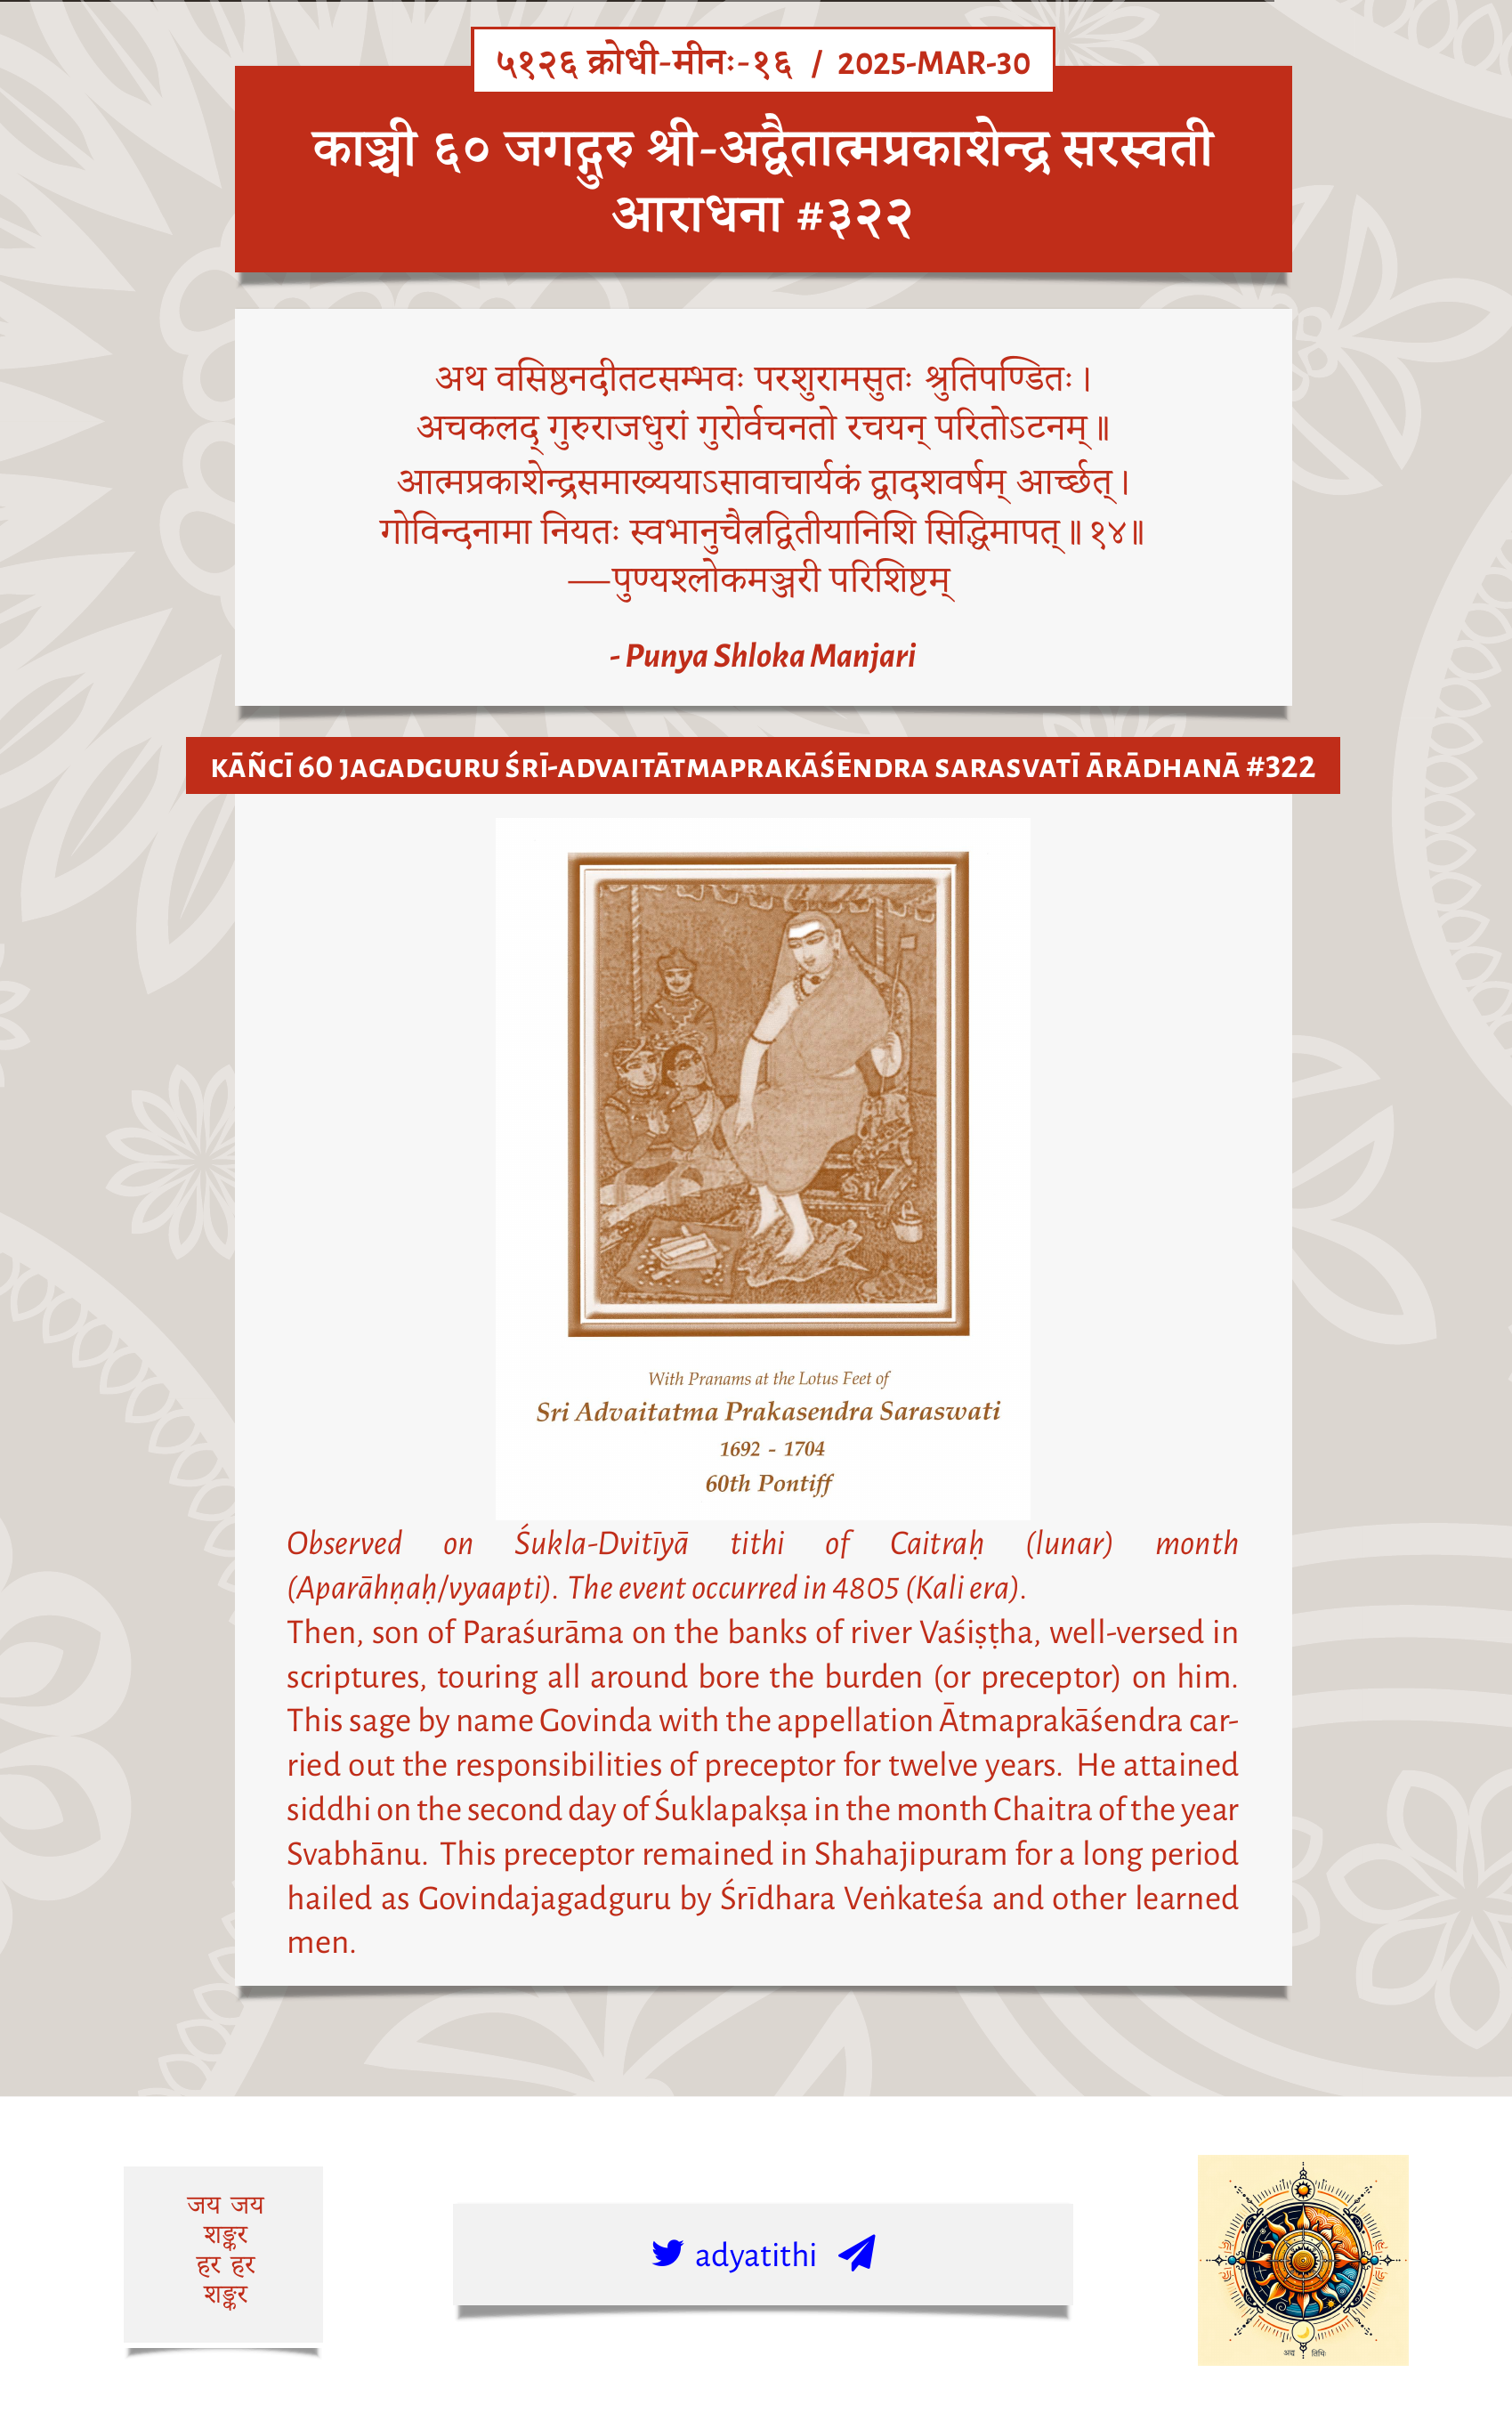 ५१२६ क्रोधी-मीनः-१६ / 2025-MAR-30
काञ्ची ६० जगद्गुरु श्री-अद्वैतात्मप्रकाशेन्द्र सरस्वती
आराधना #३२२
अथ वसिष्ठनदीतटसम्भवः परशुरामसुतः श्रुतिपण्डितः।
अचकलद् गुरुराजधुरां गुरोर्वचनतो रचयन् परितोऽटनम्॥
आत्मप्रकाशेन्द्रसमाख्ययाऽसावाचार्यकं द्वादशवर्षम् आर्च्छत्।
गोविन्दनामा नियतः स्वभानुचैत्रद्वितीयानिशि सिद्धिमापत्॥१४॥
—पुण्यश्लोकमञ्जरी परिशिष्टम्
- Punya Shloka Manjari
KĀÑCĪ 60 JAGADGURU ŚRĪ-ADVAITĀTMAPRAKĀŚĒNDRA SARASVATĪ ĀRĀDHANĀ #322
With Pranams at the Lotus Feet of
Sri Advaitatma Prakasendra Saraswati
1692 - 1704
60th Pontiff
Observed on Śukla-Dvitīyā tithi of Caitraḥ (lunar) month
(Aparāhṇaḥ/vyaapti). The event occurred in 4805 (Kali era).
Then, son of Paraśurāma on the banks of river Vaśiṣṭha, well-versed in
scriptures, touring all around bore the burden (or preceptor) on him.
This sage by name Govinda with the appellation Ātmaprakāśendra car-
ried out the responsibilities of preceptor for twelve years. He attained
siddhi on the second day of Śuklapakṣa in the month Chaitra of the year
Svabhānu. This preceptor remained in Shahajipuram for a long period
hailed as Govindajagadguru by Śrīdhara Veṅkateśa and other learned
men.
जय जय
शङ्कर
हर हर
शङ्कर
adyatithi
अद्य तिथिः